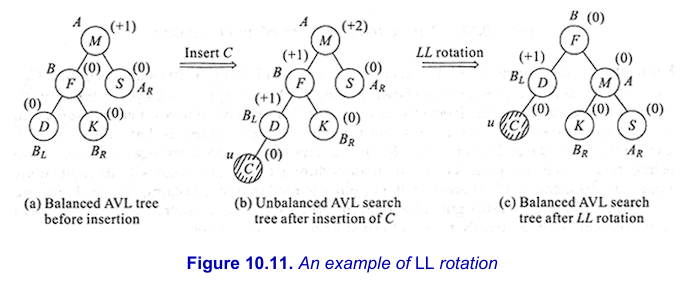 A (+1)
M
B (0) (0)
F S A_R
(0) (0)
D K
B_L B_R
(a) Balanced AVL tree
before insertion
Insert C
A (+2)
M
(+1) (0)
B F S A_R
(+1) (0)
B_L D K
B_R
u (0)
C
(b) Unbalanced AVL search
tree after insertion of C
LL rotation
B (0)
F
(+1) (0)
B_L D M A
(0) (0) (0)
u C K S
B_R A_R
(c) Balanced AVL search
tree after LL rotation
Figure 10.11. An example of LL rotation